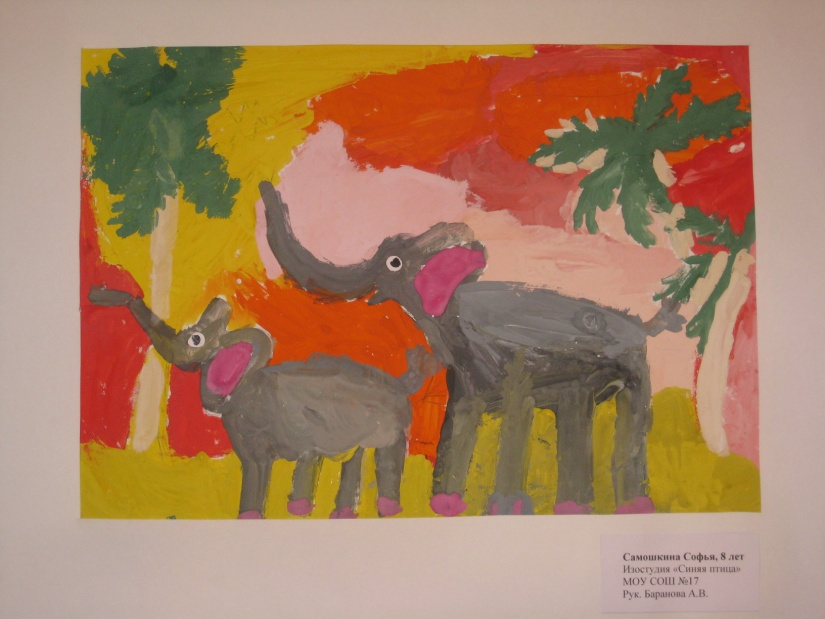 Самошкина Софья, 8 лет
Изостудия «Синяя птица»
МОУ СОШ №17
Рук. Баранова А.В.